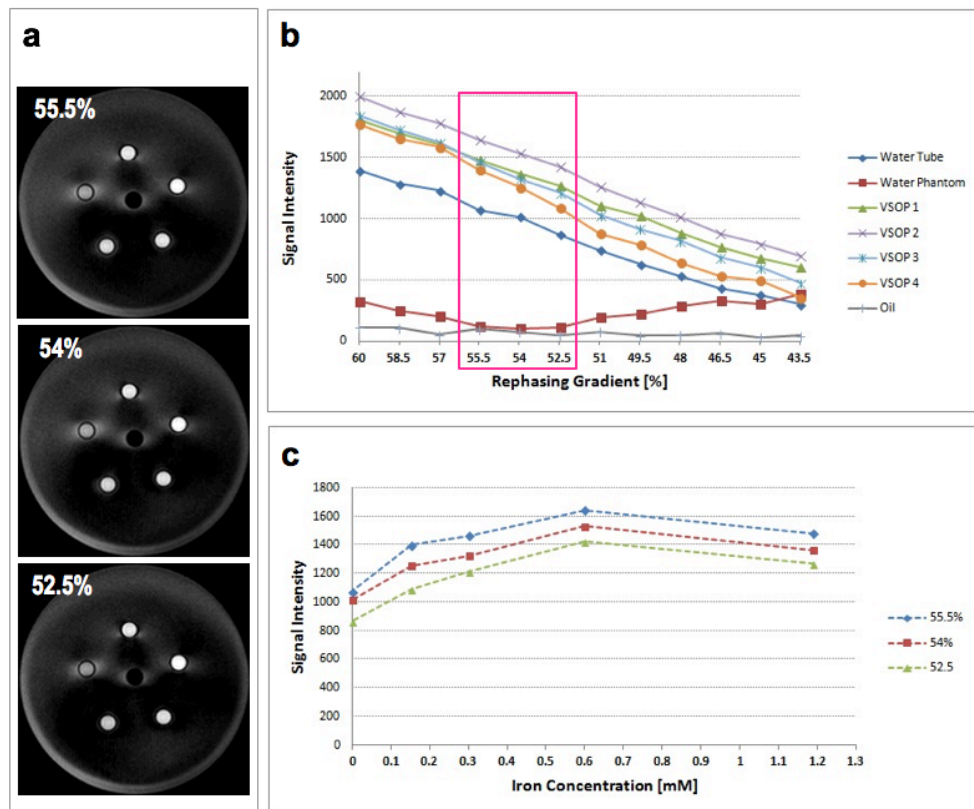 a
55.5%
54%
52.5%
b
2000
1500
1000
500
0
Signal Intensity
60 58.5 57 55.5 54 52.5 51 49.5 48 46.5 45 43.5
Rephasing Gradient [%]
Water Tube
Water Phantom
VSOP 1
VSOP 2
VSOP 3
VSOP 4
Oil
c
1800
1600
1400
1200
1000
800
600
400
200
0
Signal Intensity
0 0.1 0.2 0.3 0.4 0.5 0.6 0.7 0.8 0.9 1 1.1 1.2 1.3
Iron Concentration [mM]
55.5%
54%
52.5